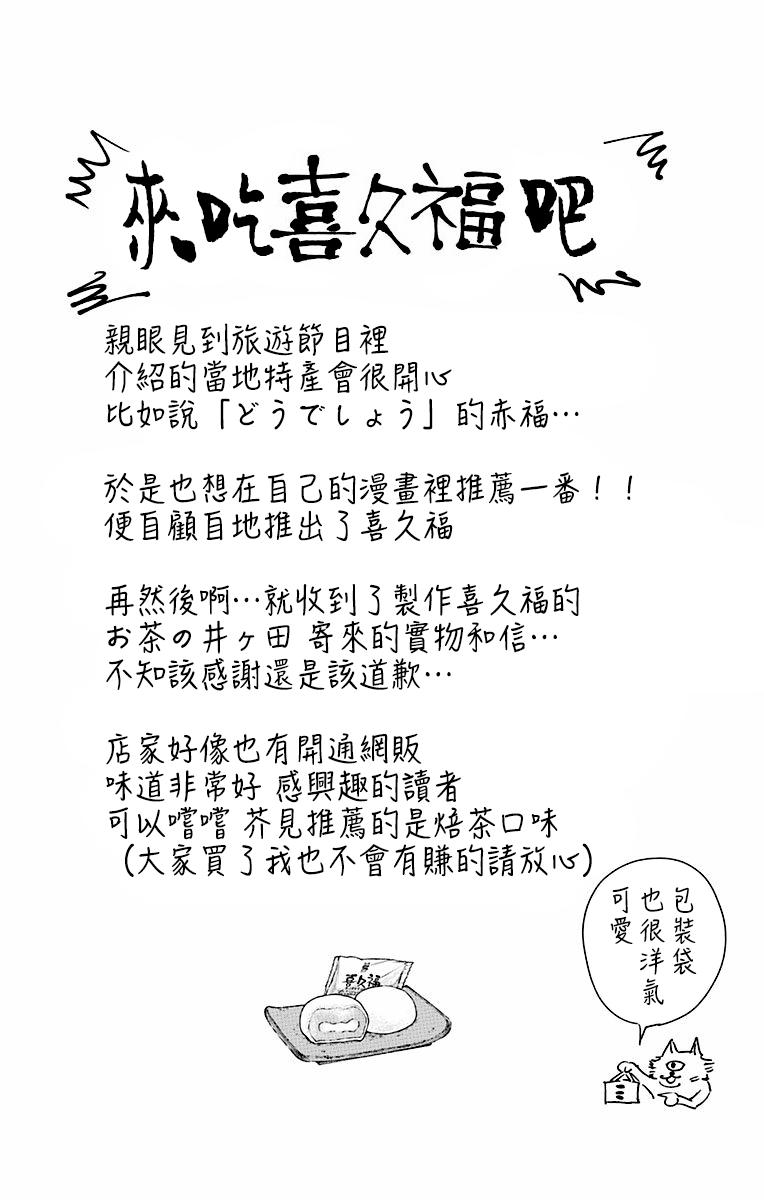 來吃喜久福吧
親眼見到旅遊節目裡
介紹的當地特產會很開心
比如說「どうでしょう」的赤福…
於是也想在自己的漫畫裡推薦一番！！
便自顧自地推出了喜久福
再然後啊…就收到了製作喜久福的
お茶の井ヶ田 寄來的實物和信…
不知該感謝還是該道歉…
店家好像也有開通網販
味道非常好 感興趣的讀者
可以嚐嚐 芥見推薦的是焙茶口味
（大家買了我也不會有賺的請放心）
包裝袋
也很洋氣
可愛
喜久福